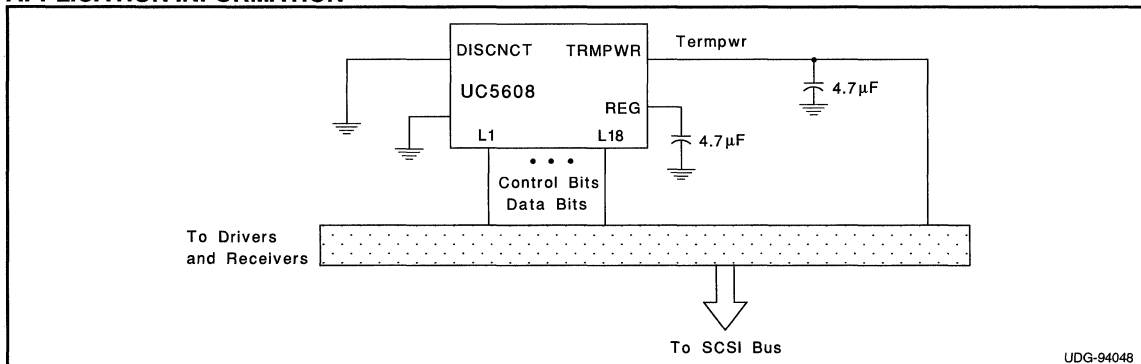 APPLICATION INFORMATION
DISCNCT
TRMPWR
Termpwr
UC5608
4.7µF
REG
L1
L18
4.7µF
• • •
Control Bits
Data Bits
To Drivers
and Receivers
To SCSI Bus
UDG-94048